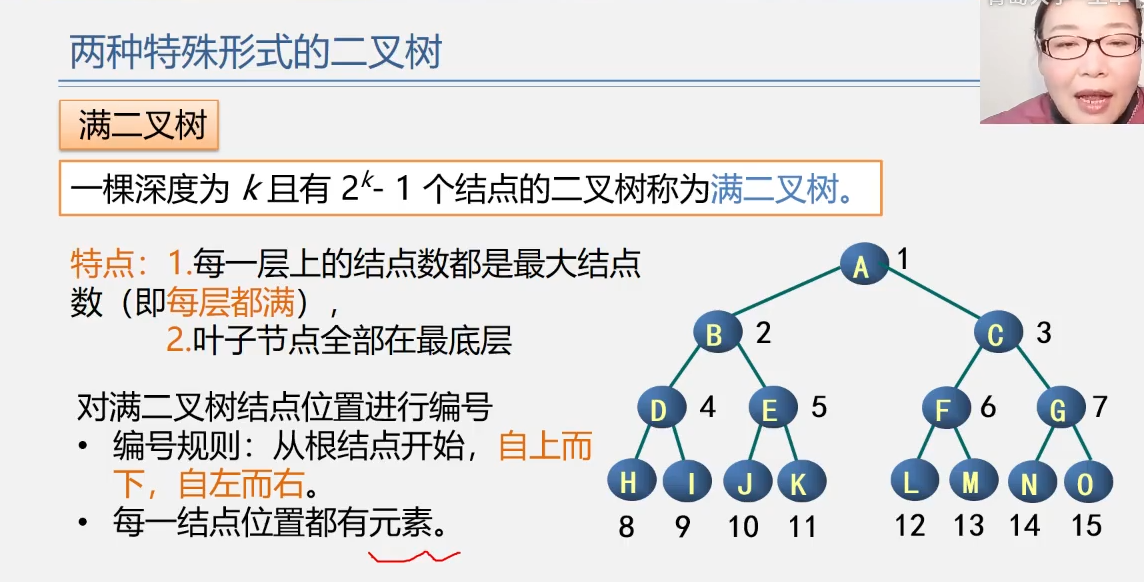 两种特殊形式的二叉树
满二叉树
一棵深度为 k 且有 2ᵏ- 1 个结点的二叉树称为满二叉树。
特点：1.每一层上的结点数都是最大结点
数（即每层都满），
2.叶子节点全部在最底层
对满二叉树结点位置进行编号
• 编号规则：从根结点开始，自上而
下，自左而右。
• 每一结点位置都有元素。
A 1
B 2
C 3
D 4
E 5
F 6
G 7
H I J K L M N O
8 9 10 11 12 13 14 15